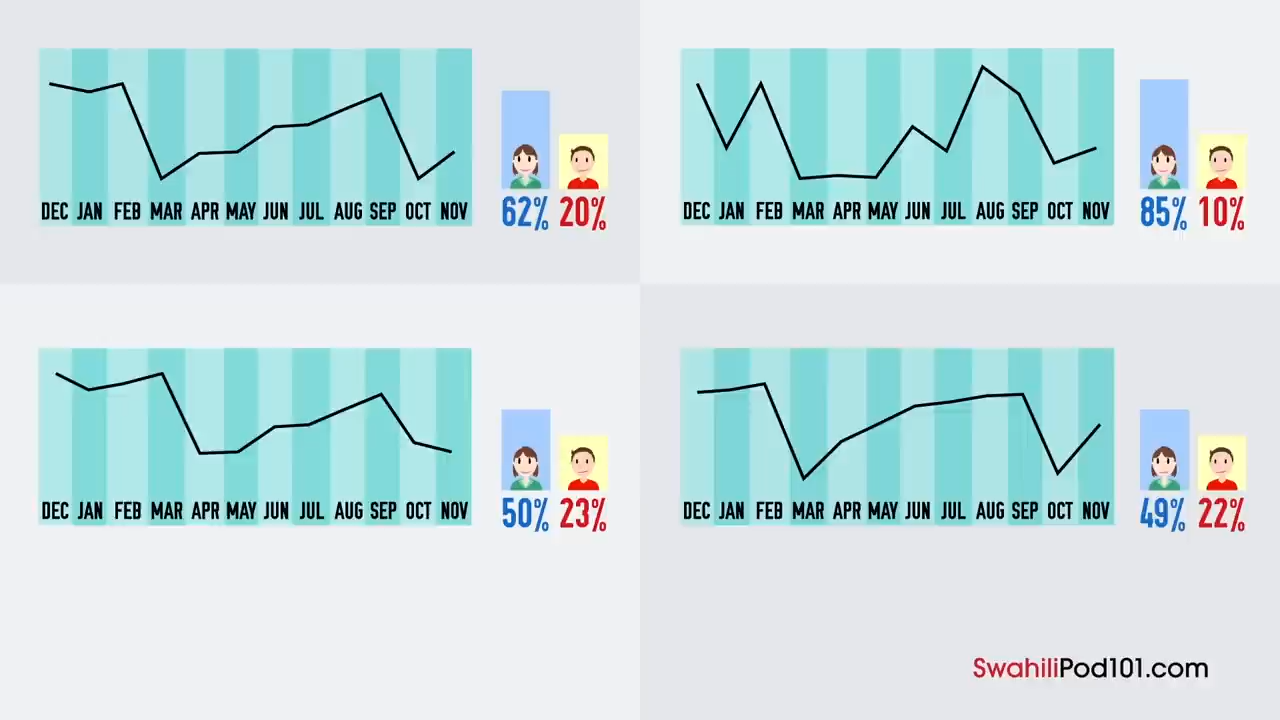 DEC JAN FEB MAR APR MAY JUN JUL AUG SEP OCT NOV
62% 20%
DEC JAN FEB MAR APR MAY JUN JUL AUG SEP OCT NOV
85% 10%
DEC JAN FEB MAR APR MAY JUN JUL AUG SEP OCT NOV
50% 23%
DEC JAN FEB MAR APR MAY JUN JUL AUG SEP OCT NOV
49% 22%
SwahiliPod101.com